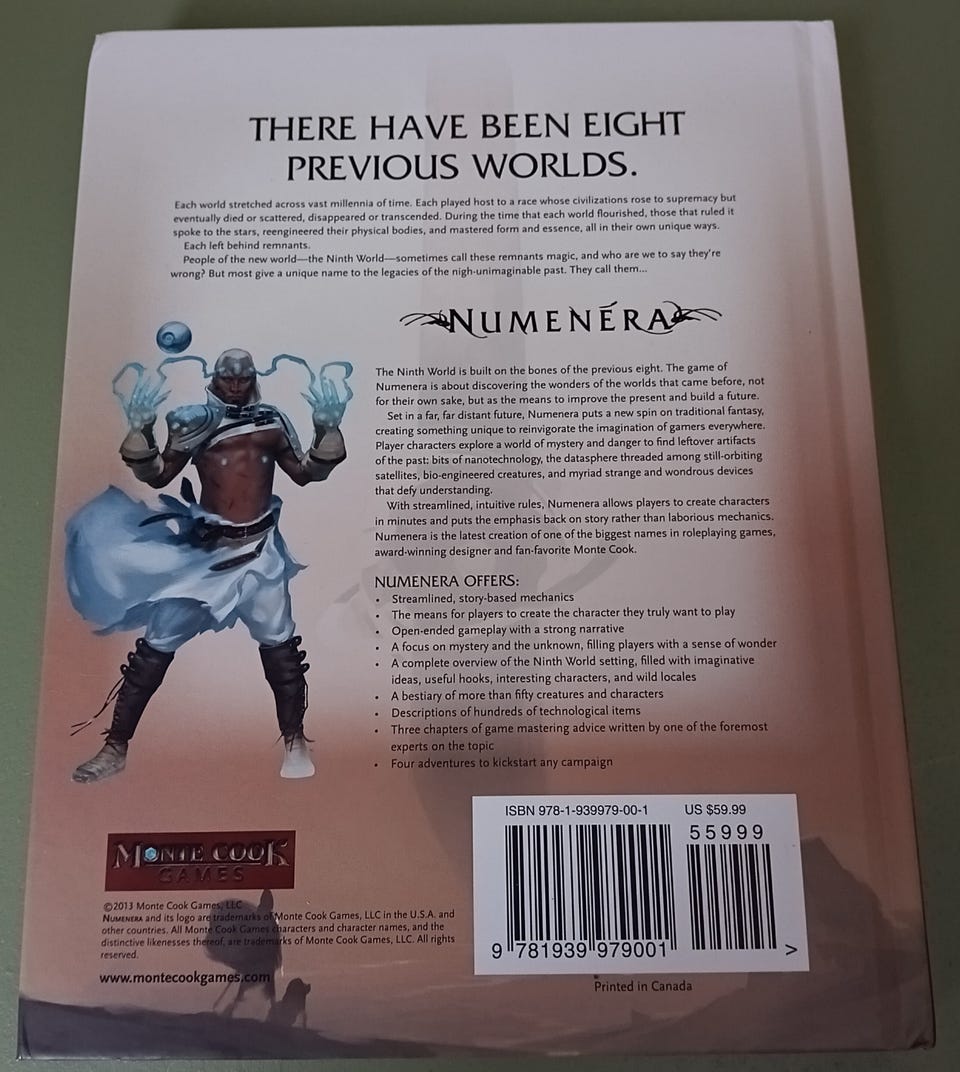 THERE HAVE BEEN EIGHT
PREVIOUS WORLDS.
Each world stretched across vast millennia of time. Each played host to a race whose civilizations rose to supremacy but
eventually died or scattered, disappeared or transcended. During the time that each world flourished, those that ruled it
spoke to the stars, reengineered their physical bodies, and mastered form and essence, all in their own unique ways.
Each left behind remnants.
People of the new world—the Ninth World—sometimes call these remnants magic, and who are we to say they're
wrong? But most give a unique name to the legacies of the nigh-unimaginable past. They call them...
NUMENĒRA
The Ninth World is built on the bones of the previous eight. The game of
Numenera is about discovering the wonders of the worlds that came before, not
for their own sake, but as the means to improve the present and build a future.
Set in a far, far distant future, Numenera puts a new spin on traditional fantasy,
creating something unique to reinvigorate the imagination of gamers everywhere.
Player characters explore a world of mystery and danger to find leftover artifacts
of the past: bits of nanotechnology, the datasphere threaded among still-orbiting
satellites, bio-engineered creatures, and myriad strange and wondrous devices
that defy understanding.
With streamlined, intuitive rules, Numenera allows players to create characters
in minutes and puts the emphasis back on story rather than laborious mechanics.
Numenera is the latest creation of one of the biggest names in roleplaying games,
award-winning designer and fan-favorite Monte Cook.
NUMENERA OFFERS:
• Streamlined, story-based mechanics
• The means for players to create the character they truly want to play
• Open-ended gameplay with a strong narrative
• A focus on mystery and the unknown, filling players with a sense of wonder
• A complete overview of the Ninth World setting, filled with imaginative
ideas, useful hooks, interesting characters, and wild locales
• A bestiary of more than fifty creatures and characters
• Descriptions of hundreds of technological items
• Three chapters of game mastering advice written by one of the foremost
experts on the topic
• Four adventures to kickstart any campaign
MONTE COOK
GAMES
©2013 Monte Cook Games, LLC
NUMENERA and its logo are trademarks of Monte Cook Games, LLC in the U.S.A. and
other countries. All Monte Cook Games characters and character names, and the
distinctive likenesses thereof, are trademarks of Monte Cook Games, LLC. All rights
reserved.
www.montecookgames.com
ISBN 978-1-939979-00-1 US $59.99
55999
9 781939 979001 >
Printed in Canada